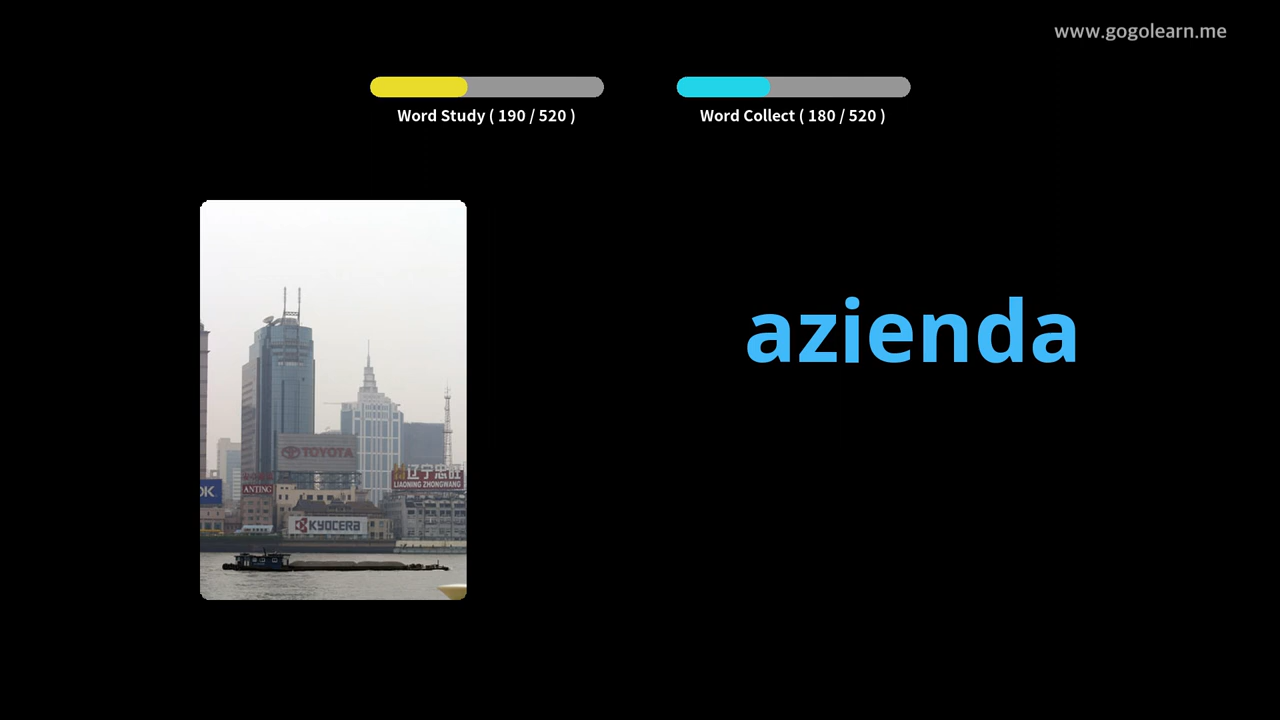 www.gogolearn.me
Word Study ( 190 / 520 )
Word Collect ( 180 / 520 )
azienda
TOYOTA
辽宁忠旺
LIAONING ZHONGWANG
OK
ANTING
KYOCERA